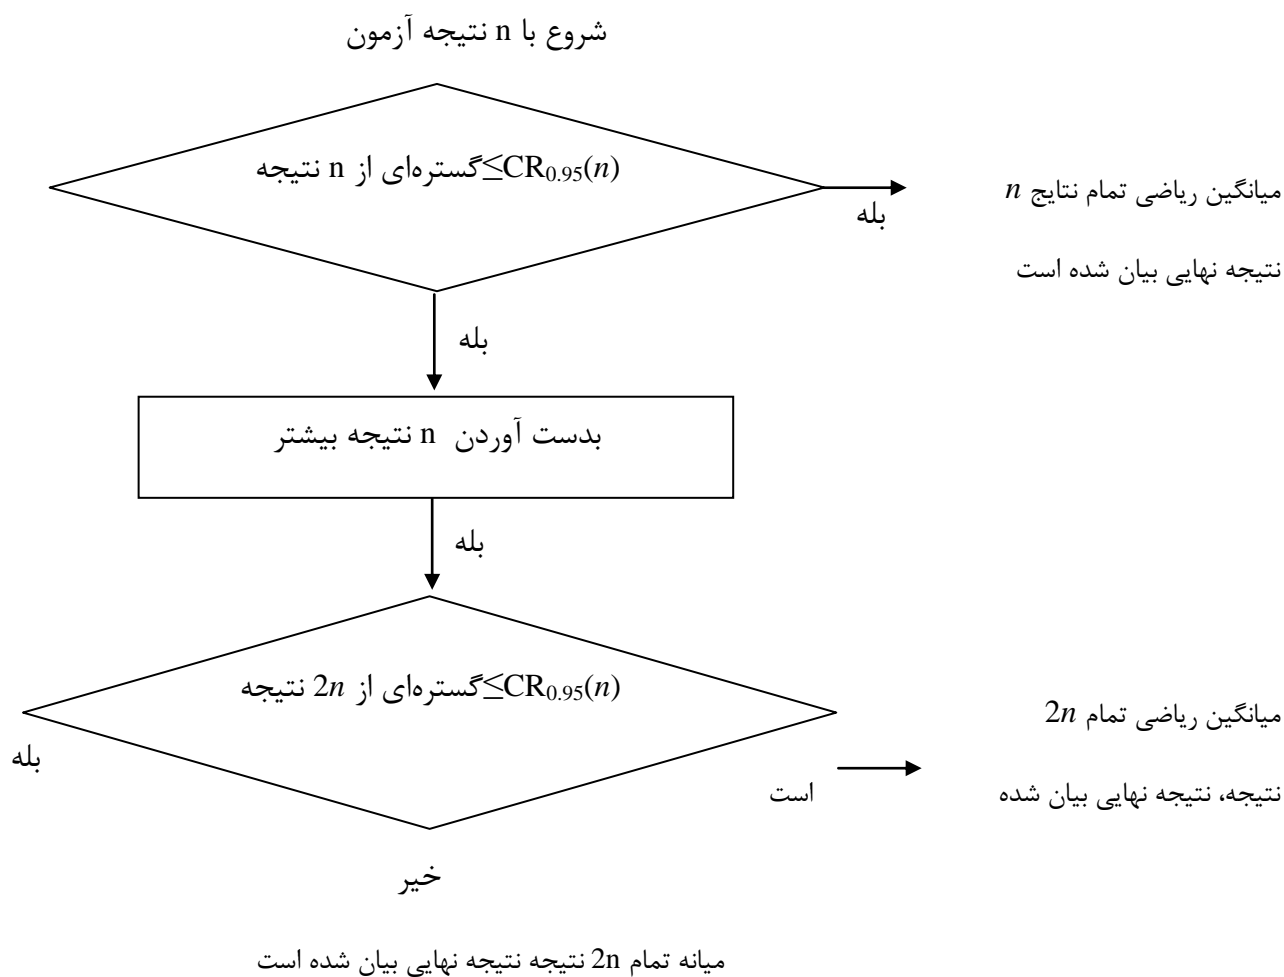 شروع با n نتیجه آزمون
گستره‌ای از n نتیجه ≤CR0.95(n)
بله
میانگین ریاضی تمام نتایج n
نتیجه نهایی بیان شده است
بله
بدست آوردن n نتیجه بیشتر
بله
گستره‌ای از 2n نتیجه ≤CR0.95(n)
میانگین ریاضی تمام 2n
بله
نتیجه، نتیجه نهایی بیان شده
است
خیر
میانه تمام 2n نتیجه نتیجه نهایی بیان شده است